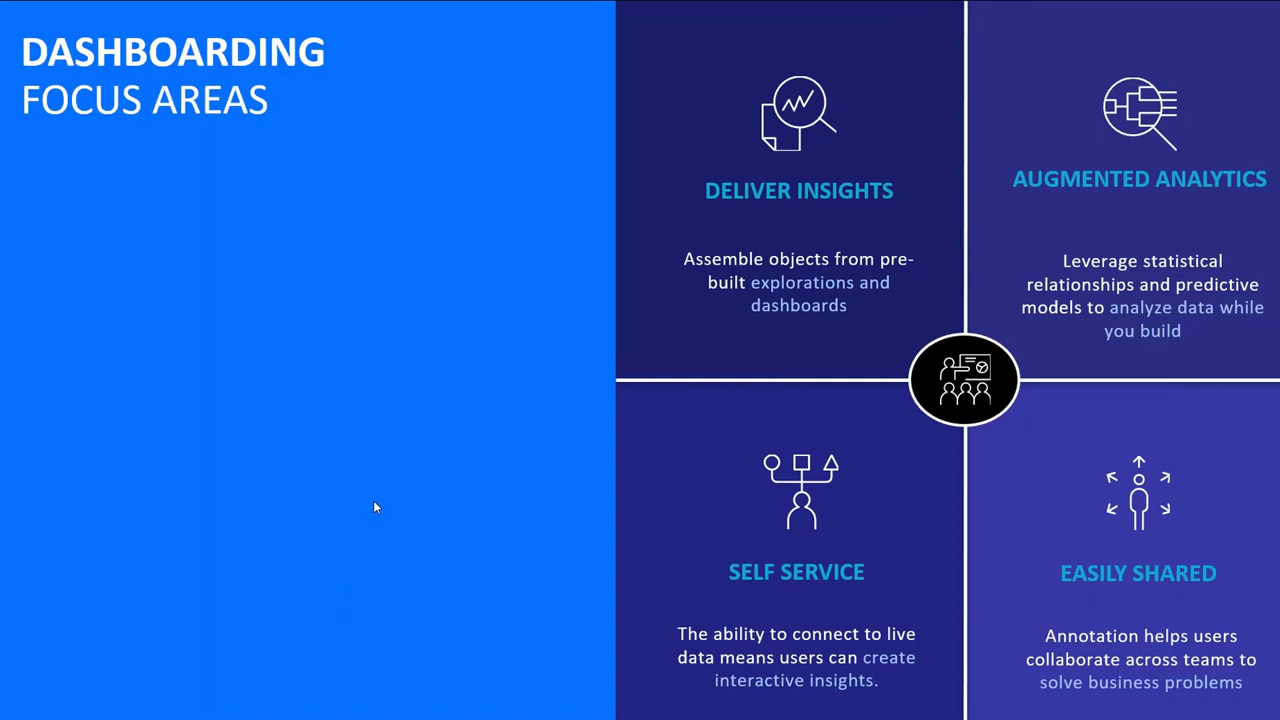 DASHBOARDING
FOCUS AREAS
DELIVER INSIGHTS
Assemble objects from pre-
built explorations and
dashboards
AUGMENTED ANALYTICS
Leverage statistical
relationships and predictive
models to analyze data while
you build
SELF SERVICE
The ability to connect to live
data means users can create
interactive insights.
EASILY SHARED
Annotation helps users
collaborate across teams to
solve business problems